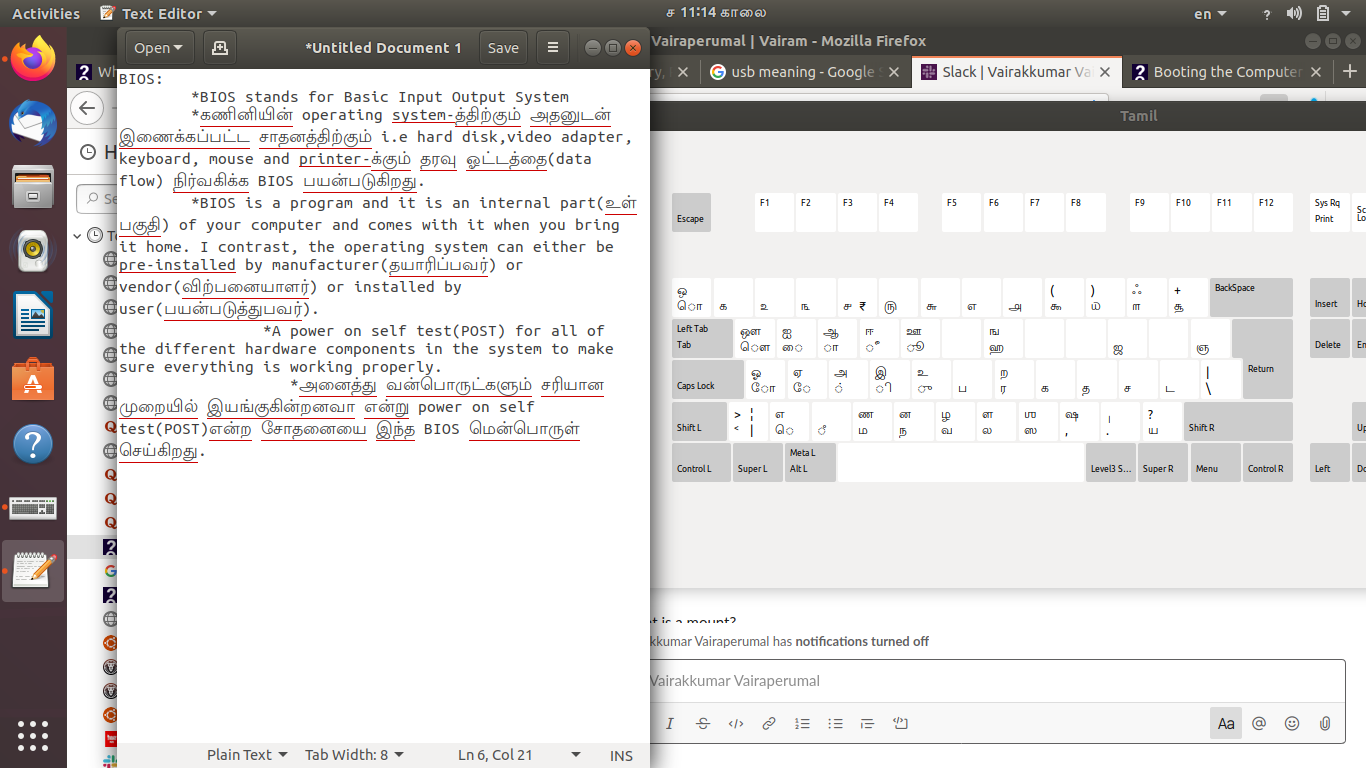 Activities
Text Editor
ச 11:14 காலை
en
Open
*Untitled Document 1
Save
Vairaperumal | Vairam - Mozilla Firefox
usb meaning - Google
Slack | Vairakkumar Va
Booting the Computer
BIOS:
*BIOS stands for Basic Input Output System
*கணினியின் operating system-த்திற்கும் அதனுடன்
இணைக்கப்பட்ட சாதனத்திற்கும் i.e hard disk,video adapter,
keyboard, mouse and printer-க்கும் தரவு ஓட்டத்தை(data
flow) நிர்வகிக்க BIOS பயன்படுகிறது.
*BIOS is a program and it is an internal part(உள்
பகுதி) of your computer and comes with it when you bring
it home. I contrast, the operating system can either be
pre-installed by manufacturer(தயாரிப்பவர்) or
vendor(விற்பனையாளர்) or installed by
user(பயன்படுத்துபவர்).
*A power on self test(POST) for all of
the different hardware components in the system to make
sure everything is working properly.
*அனைத்து வன்பொருட்களும் சரியான
முறையில் இயங்குகின்றனவா என்று power on self
test(POST)என்ற சோதனையை இந்த BIOS மென்பொருள்
செய்கிறது.
Plain Text
Tab Width: 8
Ln 6, Col 21
INS
Tamil
Escape F1 F2 F3 F4 F5 F6 F7 F8 F9 F10 F11 F12 Sys Rq
Print
ஒ ( ) ஃ + BackSpace
ொ க உ ங ச ₹ ரு சு எ அ கூ ம் ா த Insert
Left Tab ஔ ஐ ஆ ஈ ஊ ங
Tab ௌ ை ா ீ ூ ஹ ஜ ஞ Delete
Caps Lock ஓ ஏ அ இ உ ற | Return
ோ ே ் ி ு ப ர க த ச ட \
Shift L > ¦ எ ண ன ழ ள ஶ ஷ ? Shift R
< | ெ ம ந வ ல ஸ , . ய
Meta L
Control L Super L Alt L Level3 S... Super R Menu Control R Left
is a mount?
kkumar Vairaperumal has notifications turned off
Vairakkumar Vairaperumal
Aa